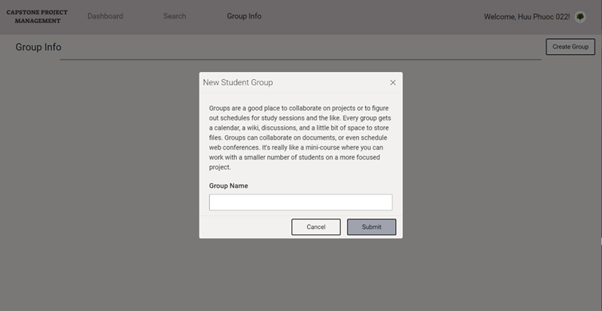 CAPSTONE PROJECT
MANAGEMENT
Dashboard
Search
Group Info
Welcome, Huu Phuoc 022!
Group Info
Create Group
New Student Group
×
Groups are a good place to collaborate on projects or to figure
out schedules for study sessions and the like. Every group gets
a calendar, a wiki, discussions, and a little bit of space to store
files. Groups can collaborate on documents, or even schedule
web conferences. It's really like a mini-course where you can
work with a smaller number of students on a more focused
project.
Group Name
Cancel
Submit